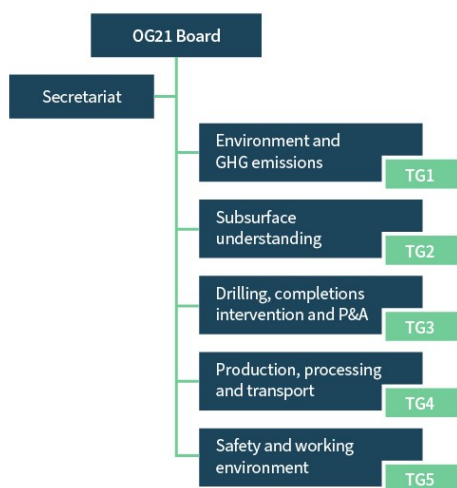 OG21 Board
Secretariat
Environment and
GHG emissions
TG1
Subsurface
understanding
TG2
Drilling, completions
intervention and P&A
TG3
Production, processing
and transport
TG4
Safety and working
environment
TG5